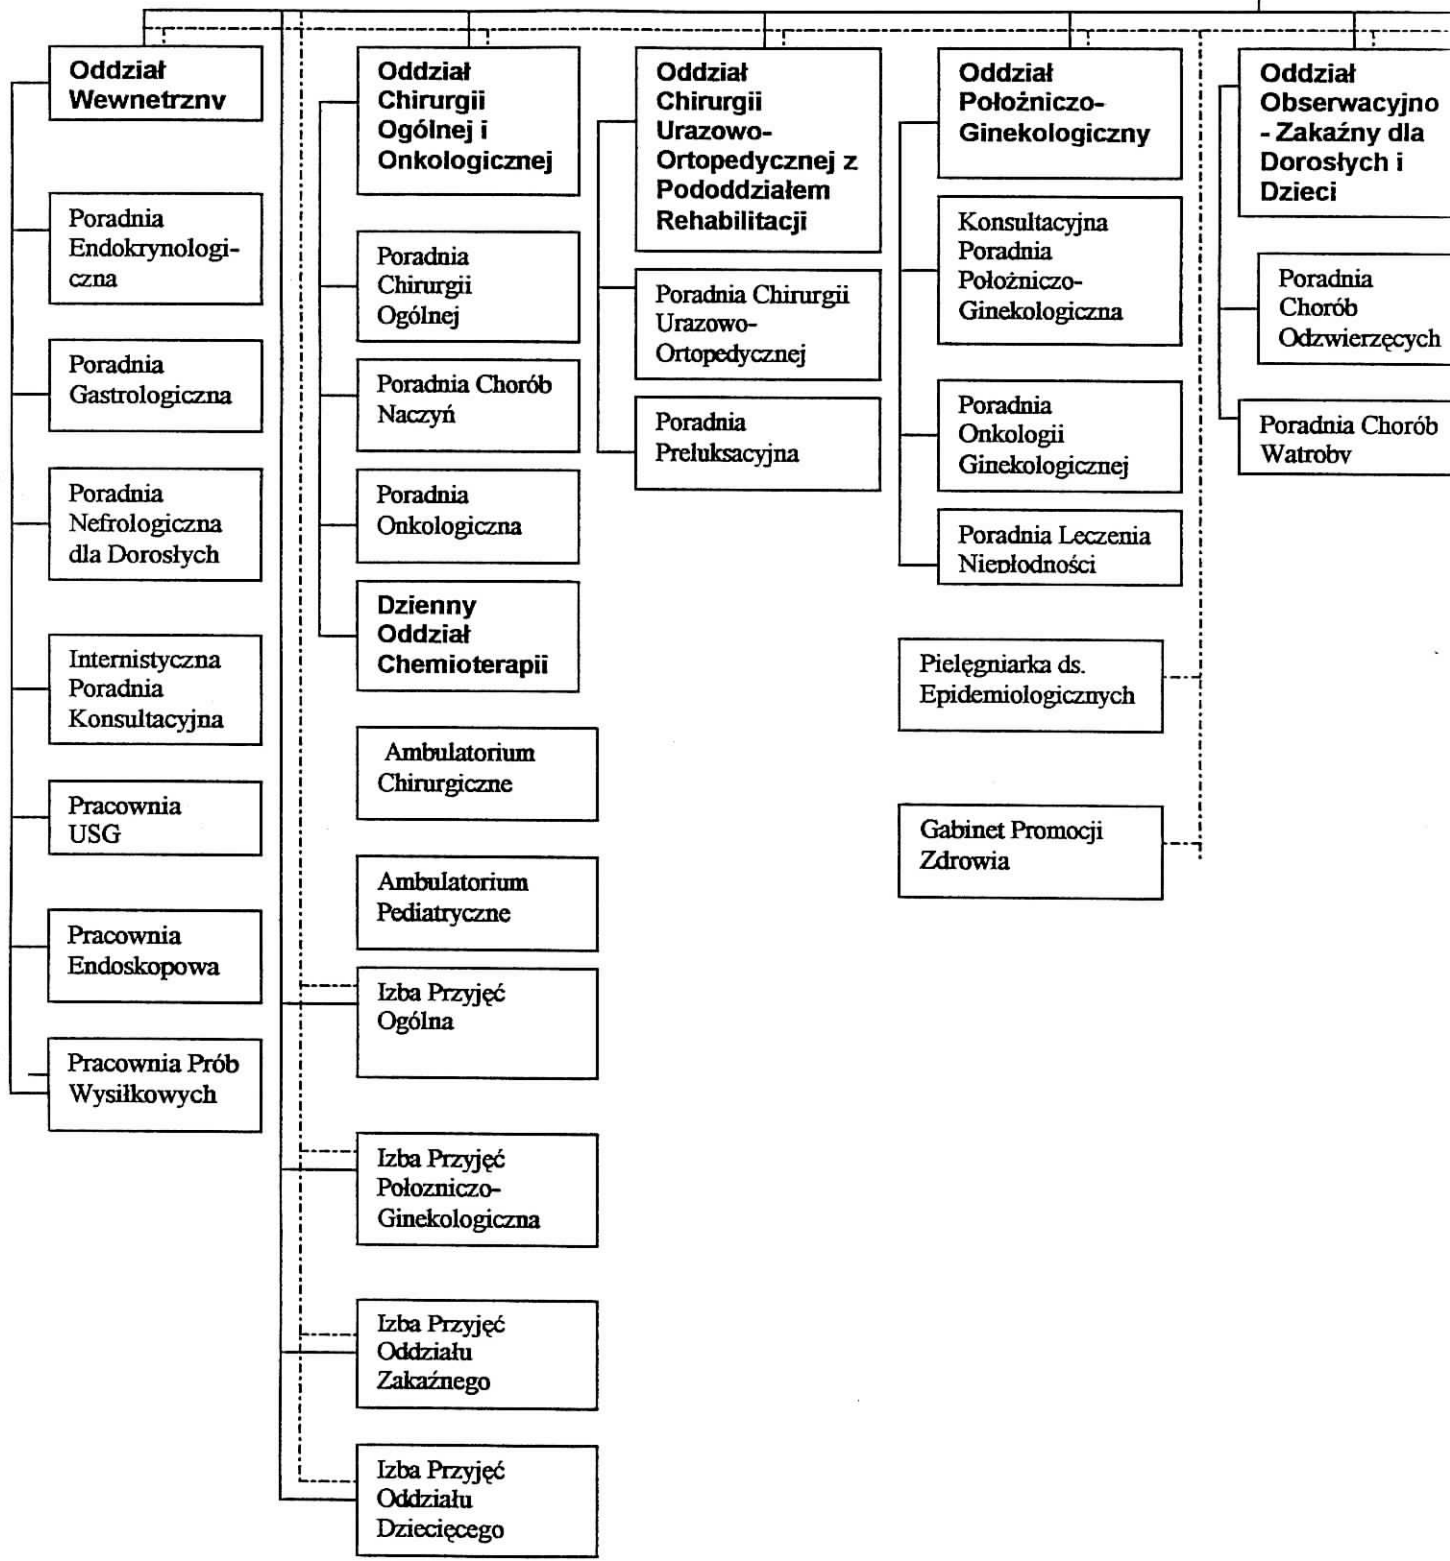 Oddział
Wewnetrznv
Poradnia
Endokrynologi-
czna
Poradnia
Gastrologiczna
Poradnia
Nefrologiczna
dla Dorosłych
Internistyczna
Poradnia
Konsultacyjna
Pracownia
USG
Pracownia
Endoskopowa
Pracownia Prób
Wysiłkowych
Oddział
Chirurgii
Ogólnej i
Onkologicznej
Poradnia
Chirurgii
Ogólnej
Poradnia Chorób
Naczyń
Poradnia
Onkologiczna
Dzienny
Oddział
Chemioterapii
Ambulatorium
Chirurgiczne
Ambulatorium
Pediatryczne
Izba Przyjęć
Ogólna
Izba Przyjęć
Połozniczo-
Ginekologiczna
Izba Przyjęć
Oddziału
Zakaźnego
Izba Przyjęć
Oddziału
Dziecięcego
Oddział
Chirurgii
Urazowo-
Ortopedycznej z
Pododdziałem
Rehabilitacji
Poradnia Chirurgii
Urazowo-
Ortopedycznej
Poradnia
Preluksacyjna
Oddział
Położniczo-
Ginekologiczny
Konsultacyjna
Poradnia
Położniczo-
Ginekologiczna
Poradnia
Onkologii
Ginekologicznej
Poradnia Leczenia
Niepłodności
Pielęgniarka ds.
Epidemiologicznych
Gabinet Promocji
Zdrowia
Oddział
Obserwacyjno
- Zakaźny dla
Dorosłych i
Dzieci
Poradnia
Chorób
Odzwierzęcych
Poradnia Chorób
Watrobv